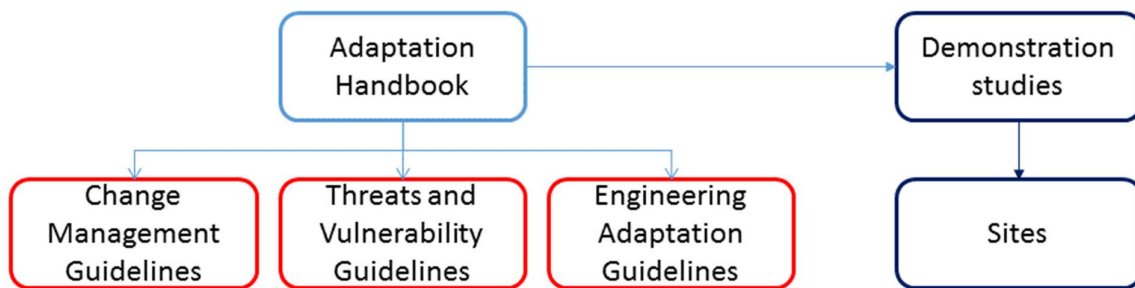 Adaptation
Handbook
Demonstration
studies
Change
Management
Guidelines
Threats and
Vulnerability
Guidelines
Engineering
Adaptation
Guidelines
Sites